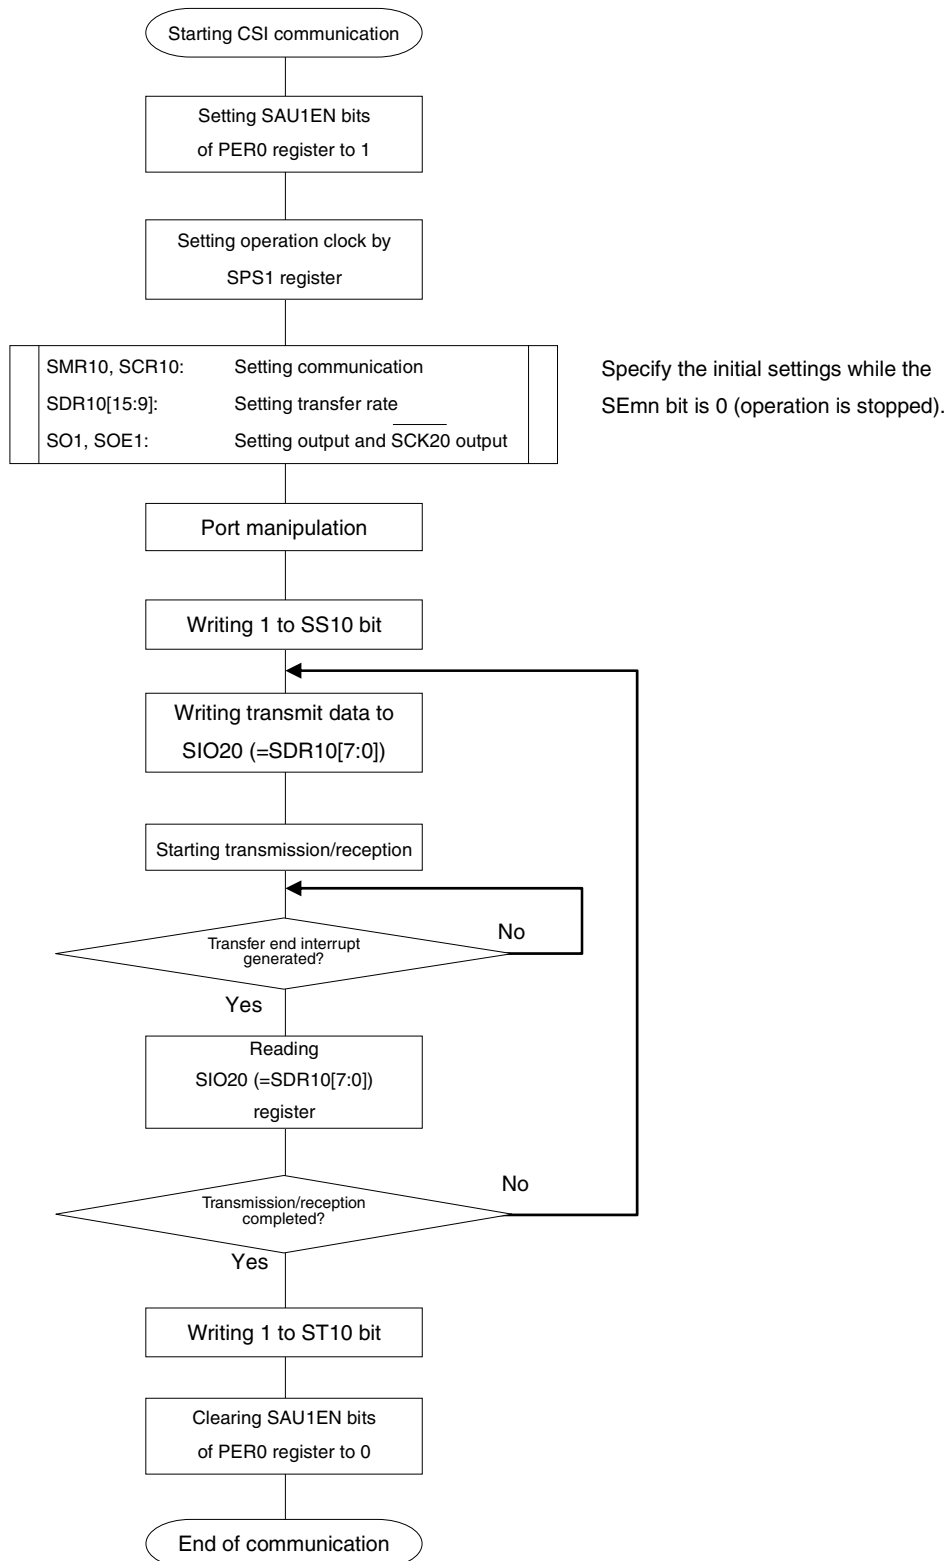 Starting CSI communication
Setting SAU1EN bits
of PER0 register to 1
Setting operation clock by
SPS1 register
SMR10, SCR10: Setting communication
SDR10[15:9]: Setting transfer rate
SO1, SOE1: Setting output and S̅C̅K̅2̅0̅ output
Specify the initial settings while the
SEmn bit is 0 (operation is stopped).
Port manipulation
Writing 1 to SS10 bit
Writing transmit data to
SIO20 (=SDR10[7:0])
Starting transmission/reception
Transfer end interrupt
generated?
No
Yes
Reading
SIO20 (=SDR10[7:0])
register
Transmission/reception
completed?
No
Yes
Writing 1 to ST10 bit
Clearing SAU1EN bits
of PER0 register to 0
End of communication